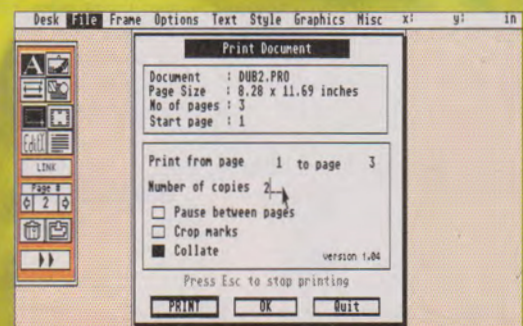 Desk File Frame Options Text Style Graphics Misc x: y: in
Print Document
Document : DUB2.PRO
Page Size : 8.28 x 11.69 inches
No of pages : 3
Start page : 1
Print from page 1 to page 3
Number of copies 2_
Pause between pages
Crop marks
Collate
version 1.04
Press Esc to stop printing
PRINT OK Quit
A
EdiT
LINK
Page #
2